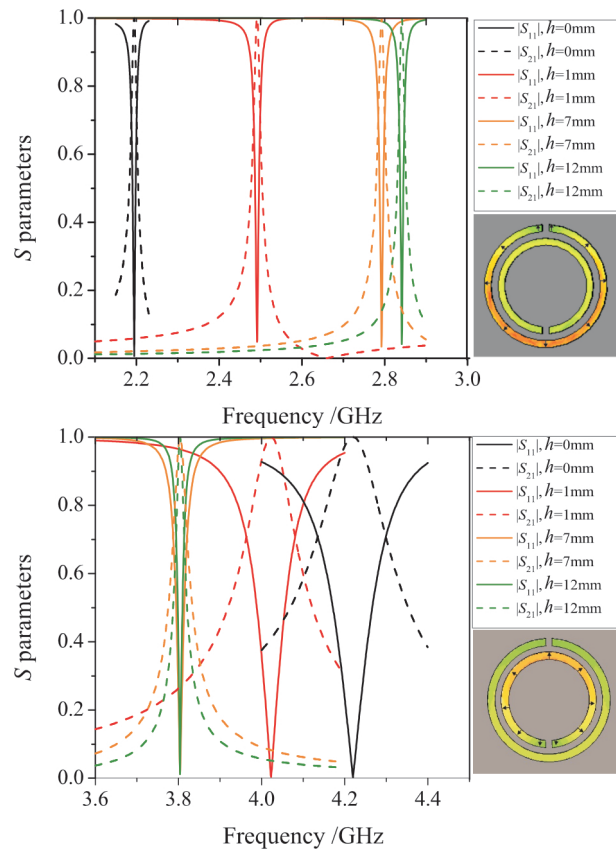 1.0
0.8
0.6
0.4
0.2
0.0
S parameters
2.2
2.4
2.6
2.8
3.0
Frequency /GHz
|S11|, h=0mm
|S21|, h=0mm
|S11|, h=1mm
|S21|, h=1mm
|S11|, h=7mm
|S21|, h=7mm
|S11|, h=12mm
|S21|, h=12mm
1.0
0.8
0.6
0.4
0.2
0.0
S parameters
3.6
3.8
4.0
4.2
4.4
Frequency /GHz
|S11|, h=0mm
|S21|, h=0mm
|S11|, h=1mm
|S21|, h=1mm
|S11|, h=7mm
|S21|, h=7mm
|S11|, h=12mm
|S21|, h=12mm